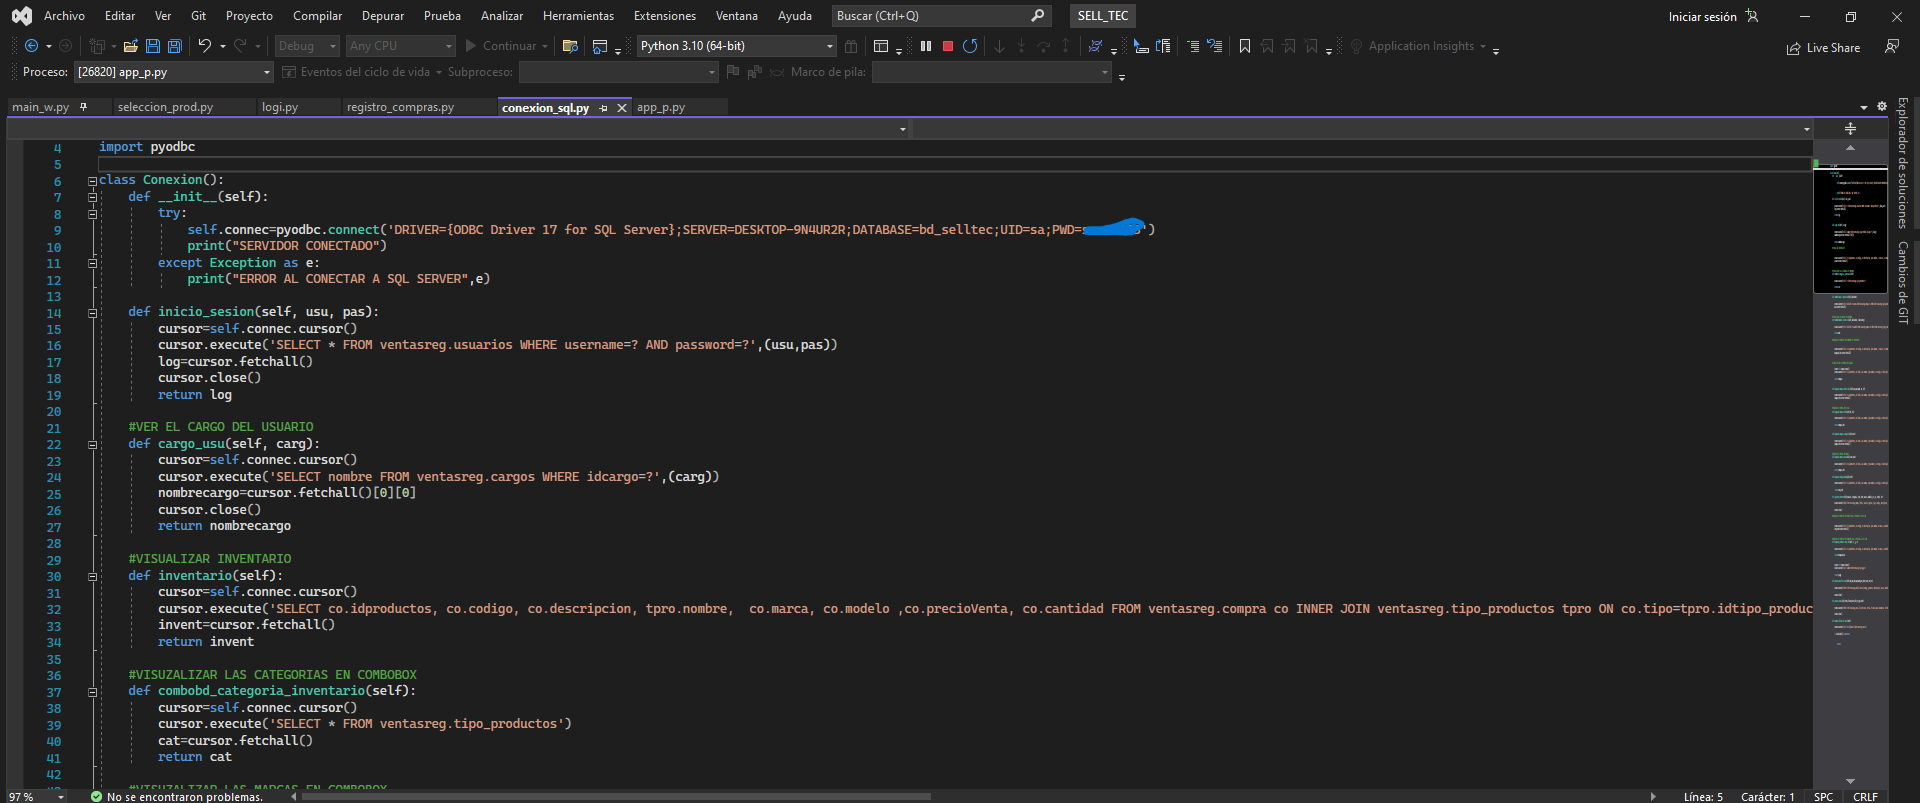 Archivo Editar Ver Git Proyecto Compilar Depurar Prueba Analizar Herramientas Extensiones Ventana Ayuda Buscar (Ctrl+Q) SELL_TEC Iniciar sesión
Debug Any CPU Continuar Python 3.10 (64-bit) Application Insights Live Share
Proceso: [26820] app_p.py Eventos del ciclo de vida Subproceso: Marco de pila:
main_w.py seleccion_prod.py logi.py registro_compras.py conexion_sql.py app_p.py
4 import pyodbc
5
6 class Conexion():
7 def __init__(self):
8 try:
9 self.connec=pyodbc.connect('DRIVER={ODBC Driver 17 for SQL Server};SERVER=DESKTOP-9N4UR2R;DATABASE=bd_selltec;UID=sa;PWD= ')
10 print("SERVIDOR CONECTADO")
11 except Exception as e:
12 print("ERROR AL CONECTAR A SQL SERVER",e)
13
14 def inicio_sesion(self, usu, pas):
15 cursor=self.connec.cursor()
16 cursor.execute('SELECT * FROM ventasreg.usuarios WHERE username=? AND password=?',(usu,pas))
17 log=cursor.fetchall()
18 cursor.close()
19 return log
20
21 #VER EL CARGO DEL USUARIO
22 def cargo_usu(self, carg):
23 cursor=self.connec.cursor()
24 cursor.execute('SELECT nombre FROM ventasreg.cargos WHERE idcargo=?',(carg))
25 nombrecargo=cursor.fetchall()[0][0]
26 cursor.close()
27 return nombrecargo
28
29 #VISUALIZAR INVENTARIO
30 def inventario(self):
31 cursor=self.connec.cursor()
32 cursor.execute('SELECT co.idproductos, co.codigo, co.descripcion, tpro.nombre,  co.marca, co.modelo ,co.precioVenta, co.cantidad FROM ventasreg.compra co INNER JOIN ventasreg.tipo_productos tpro ON co.tipo=tpro.idtipo_produc
33 invent=cursor.fetchall()
34 return invent
35
36 #VISUZALIZAR LAS CATEGORIAS EN COMBOBOX
37 def combobd_categoria_inventario(self):
38 cursor=self.connec.cursor()
39 cursor.execute('SELECT * FROM ventasreg.tipo_productos')
40 cat=cursor.fetchall()
41 return cat
42
#VISUZALIZAR LAS MARCAS EN COMBOBOX
97 % No se encontraron problemas. Línea: 5 Carácter: 1 SPC CRLF
Explorador de soluciones
Cambios de GIT